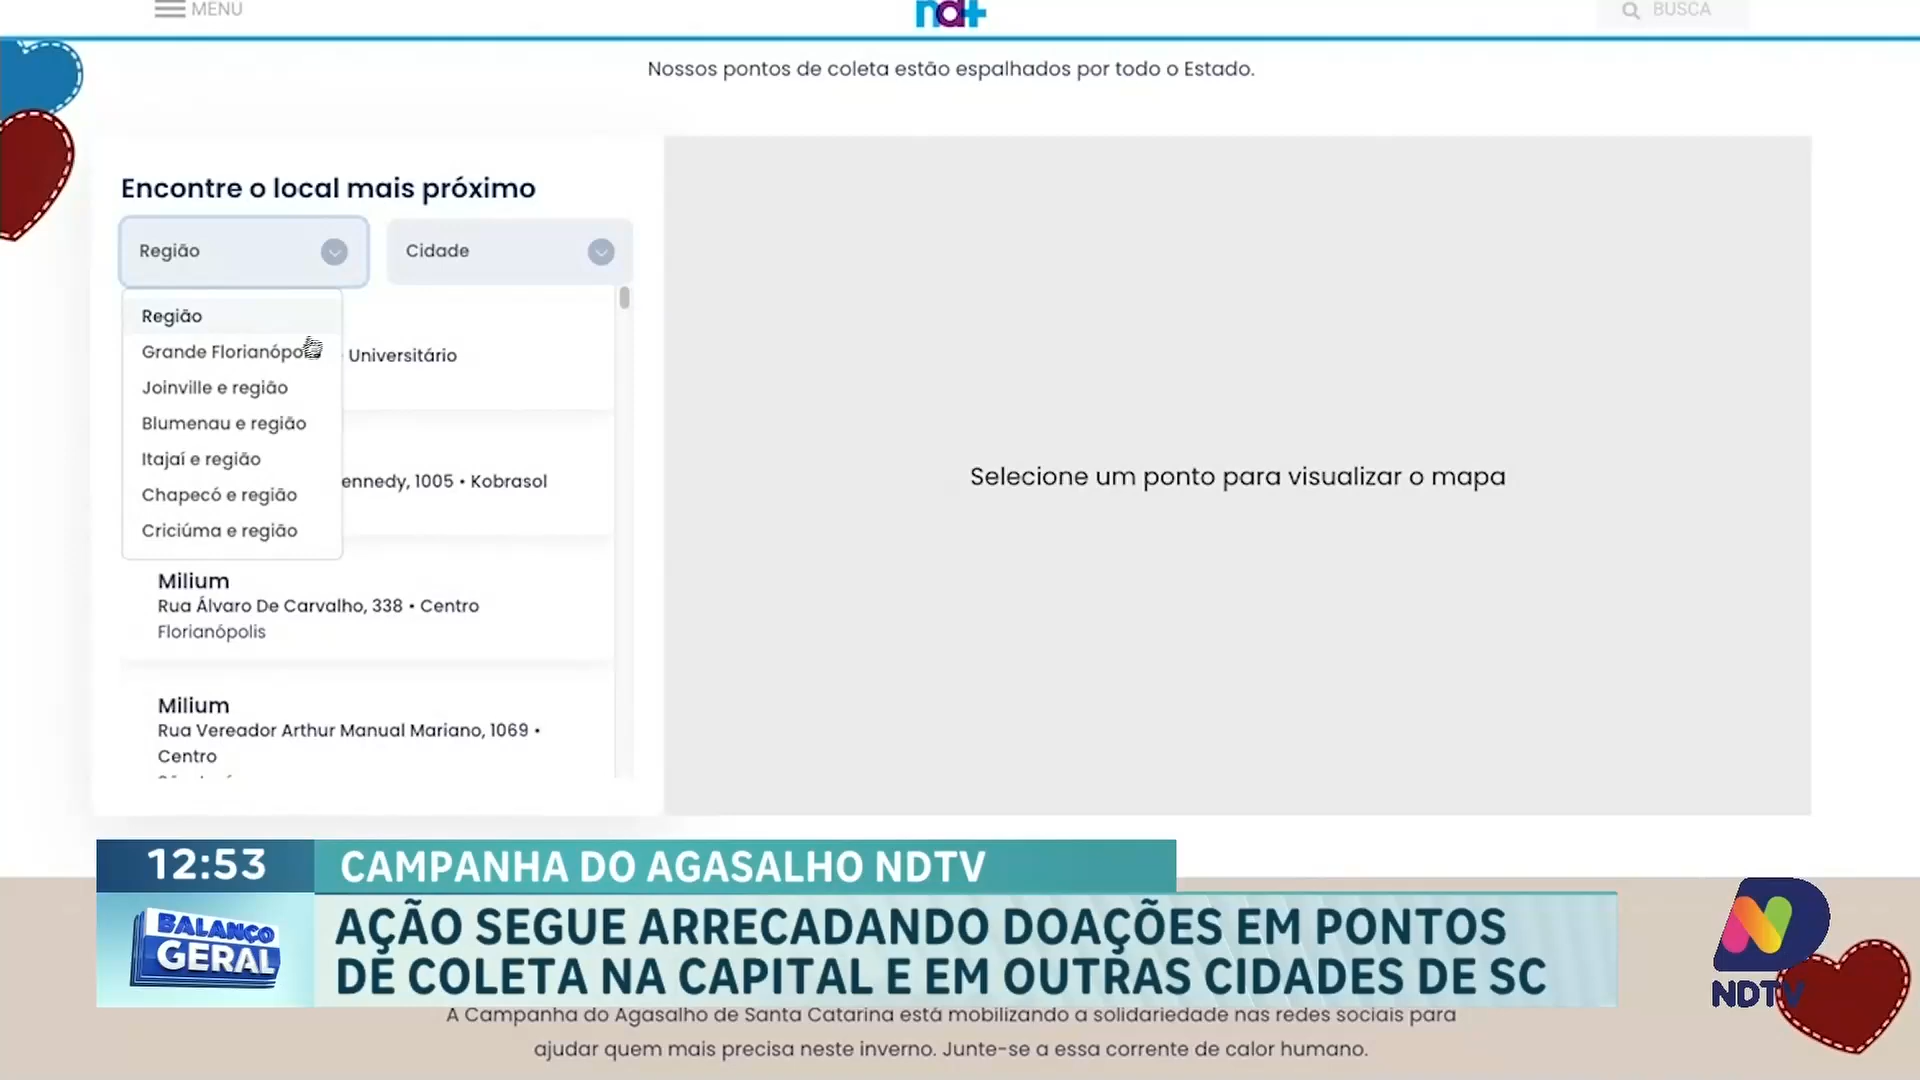 MENU
nd+
BUSCA
Nossos pontos de coleta estão espalhados por todo o Estado.
Encontre o local mais próximo
Região
Cidade
Região
Grande
Universitário
Joinville e região
Blumenau e região
Itajaí e região
1005 • Kobrasol
Chapecó e região
Criciúma e região
Selecione um ponto para visualizar o mapa
Milium
Rua Álvaro De Carvalho, 338 • Centro
Florianópolis
Milium
Rua Vereador Arthur Manual Mariano, 1069 •
Centro
12:53
CAMPANHA DO AGASALHO NDTV
BALANÇO
GERAL
AÇÃO SEGUE ARRECADANDO DOAÇÕES EM PONTOS
DE COLETA NA CAPITAL E EM OUTRAS CIDADES DE SC
NDTV
A Campanha do Agasalho de Santa Catarina está mobilizando a solidariedade nas redes sociais para
ajudar quem mais precisa neste inverno. Junte-se a essa corrente de calor humano.